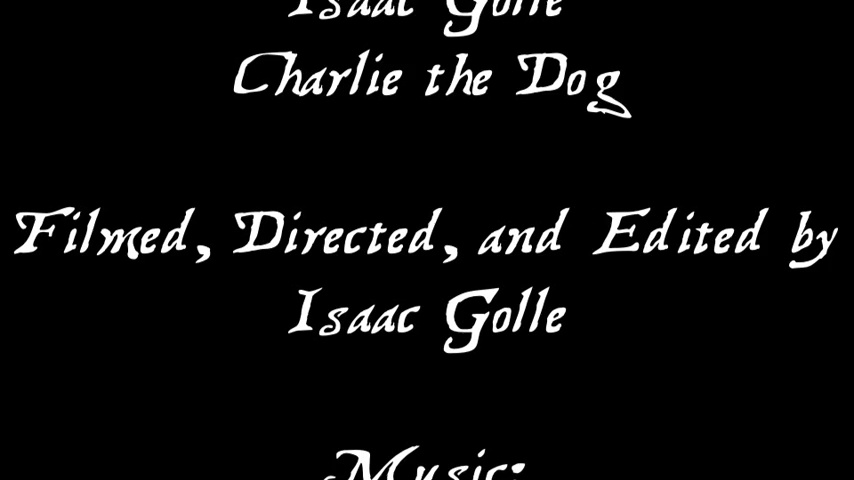 Isaac Golle
Charlie the Dog
Filmed, Directed, and Edited by
Isaac Golle
Music: